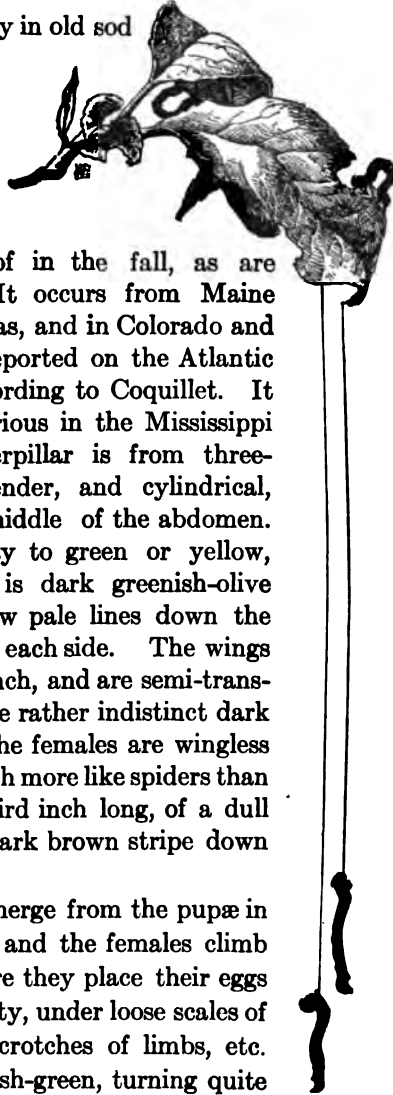 y in old sod
of in the fall, as are
It occurs from Maine
as, and in Colorado and
eported on the Atlantic
ording to Coquillet. It
rious in the Mississippi
erpillar is from three-
ender, and cylindrical,
niddle of the abdomen.
y to green or yellow,
is dark greenish-olive
w pale lines down the
each side. The wings
nch, and are semi-trans-
e rather indistinct dark
he females are wingless
h more like spiders than
ird inch long, of a dull
ark brown stripe down
merge from the pupæ in
and the females climb
re they place their eggs
ty, under loose scales of
crotches of limbs, etc.
sh-green, turning quite